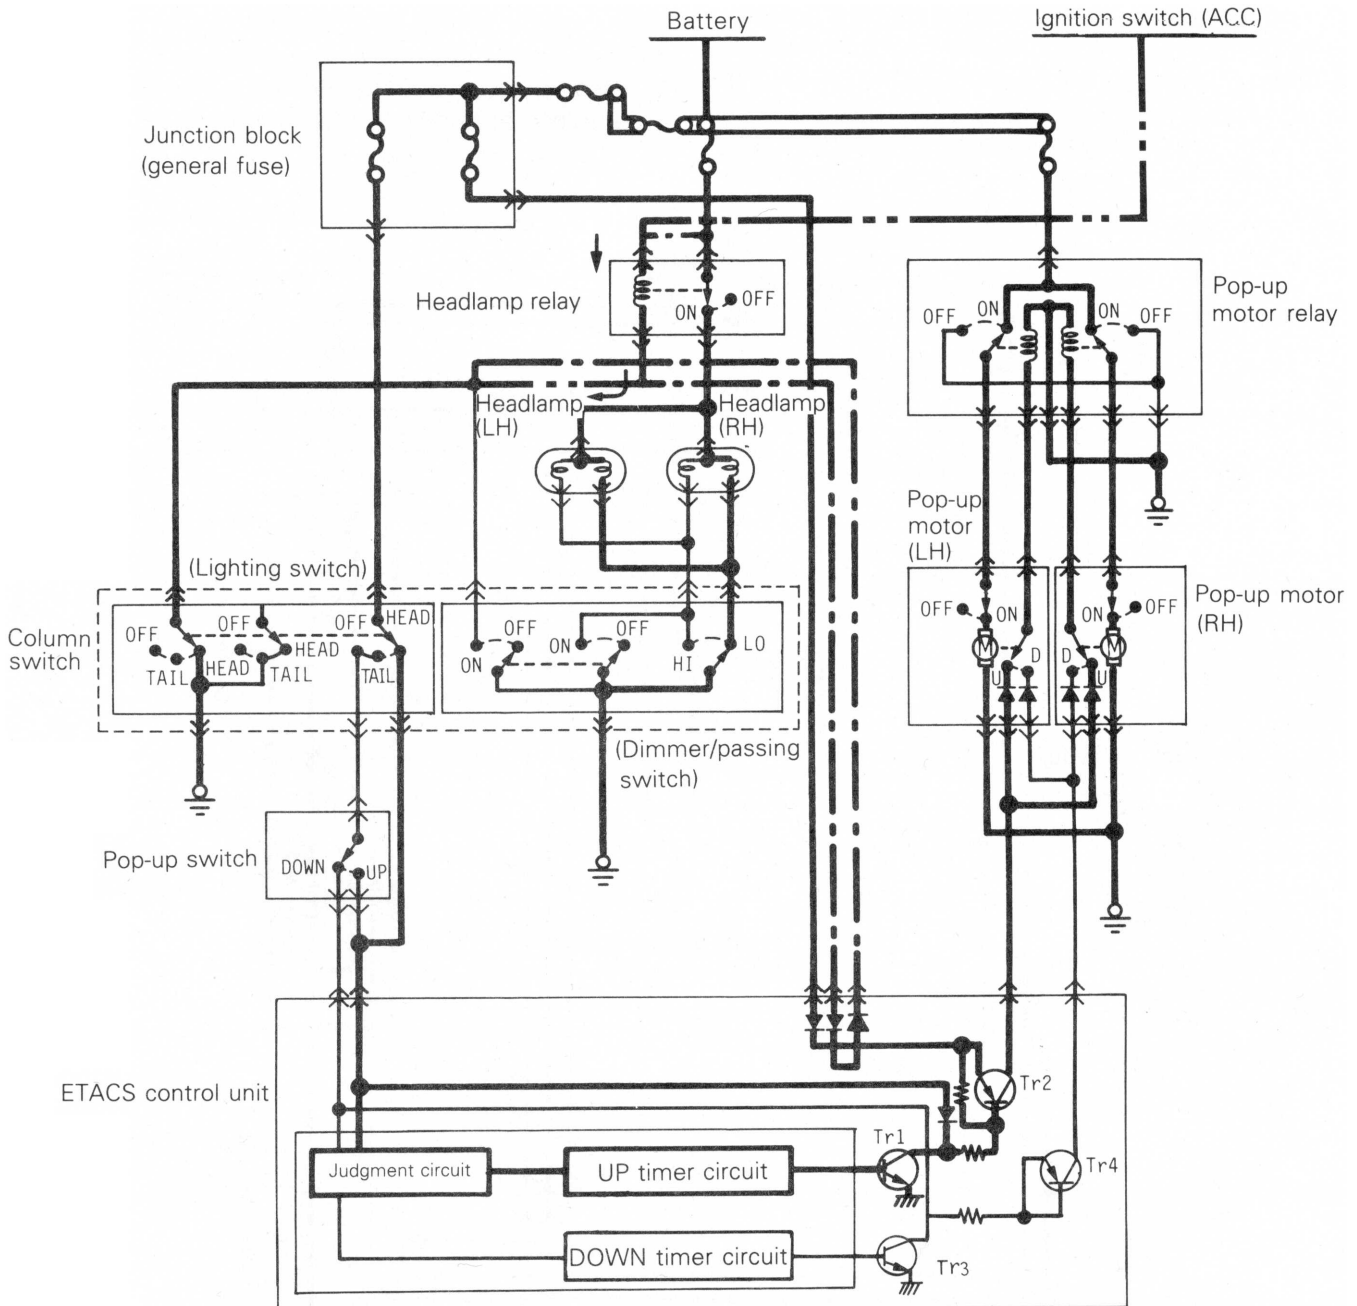 Battery
Ignition switch (ACC)
Junction block
(general fuse)
Headlamp relay
ON
OFF
Pop-up
motor relay
OFF
ON
ON
OFF
Headlamp
(LH)
Headlamp
(RH)
Pop-up
motor
(LH)
(Lighting switch)
Column
switch
OFF
TAIL
HEAD
OFF
HEAD
TAIL
OFF
HEAD
TAIL
ON
OFF
ON
OFF
HI
LO
(Dimmer/passing
switch)
OFF
ON
M
D
U
ON
OFF
M
D
U
Pop-up motor
(RH)
Pop-up switch
DOWN
UP
ETACS control unit
Tr2
Tr1
Judgment circuit
UP timer circuit
Tr4
DOWN timer circuit
Tr3